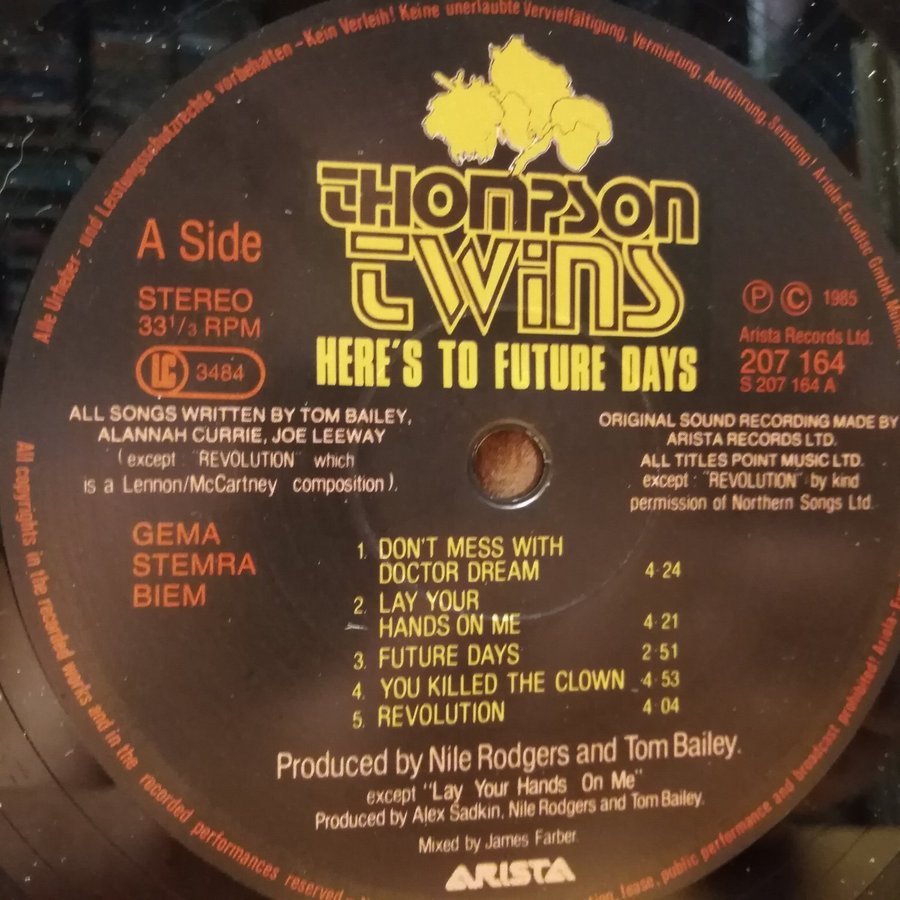 Alle Urheber- und Leistungsschutzrechte vorbehalten – Kein Verleih! Keine unerlaubte Vervielfältigung, Vermietung, Aufführung, Sendung! Ariola-Eurodisc GmbH,
THOMPSON
TWINS
HERE'S TO FUTURE DAYS
A Side
STEREO
33 1/3 RPM
LC 3484
Ⓟ Ⓒ 1985
Arista Records Ltd.
207 164
S 207 164 A
ALL SONGS WRITTEN BY TOM BAILEY,
ALANNAH CURRIE, JOE LEEWAY
(except : "REVOLUTION" which
is a Lennon/McCartney composition).
ORIGINAL SOUND RECORDING MADE BY
ARISTA RECORDS LTD.
ALL TITLES POINT MUSIC LTD.
except : "REVOLUTION" by kind
permission of Northern Songs Ltd.
GEMA
STEMRA
BIEM
1. DON'T MESS WITH
DOCTOR DREAM 4·24
2. LAY YOUR
HANDS ON ME 4·21
3. FUTURE DAYS 2·51
4. YOU KILLED THE CLOWN 4·53
5. REVOLUTION 4·04
Produced by Nile Rodgers and Tom Bailey.
except "Lay Your Hands On Me"
Produced by Alex Sadkin, Nile Rodgers and Tom Bailey.
Mixed by James Farber.
ARISTA
All copyrights in the recorded works and in the recorded performances reserved
lease, public performance and broadcast prohibited!